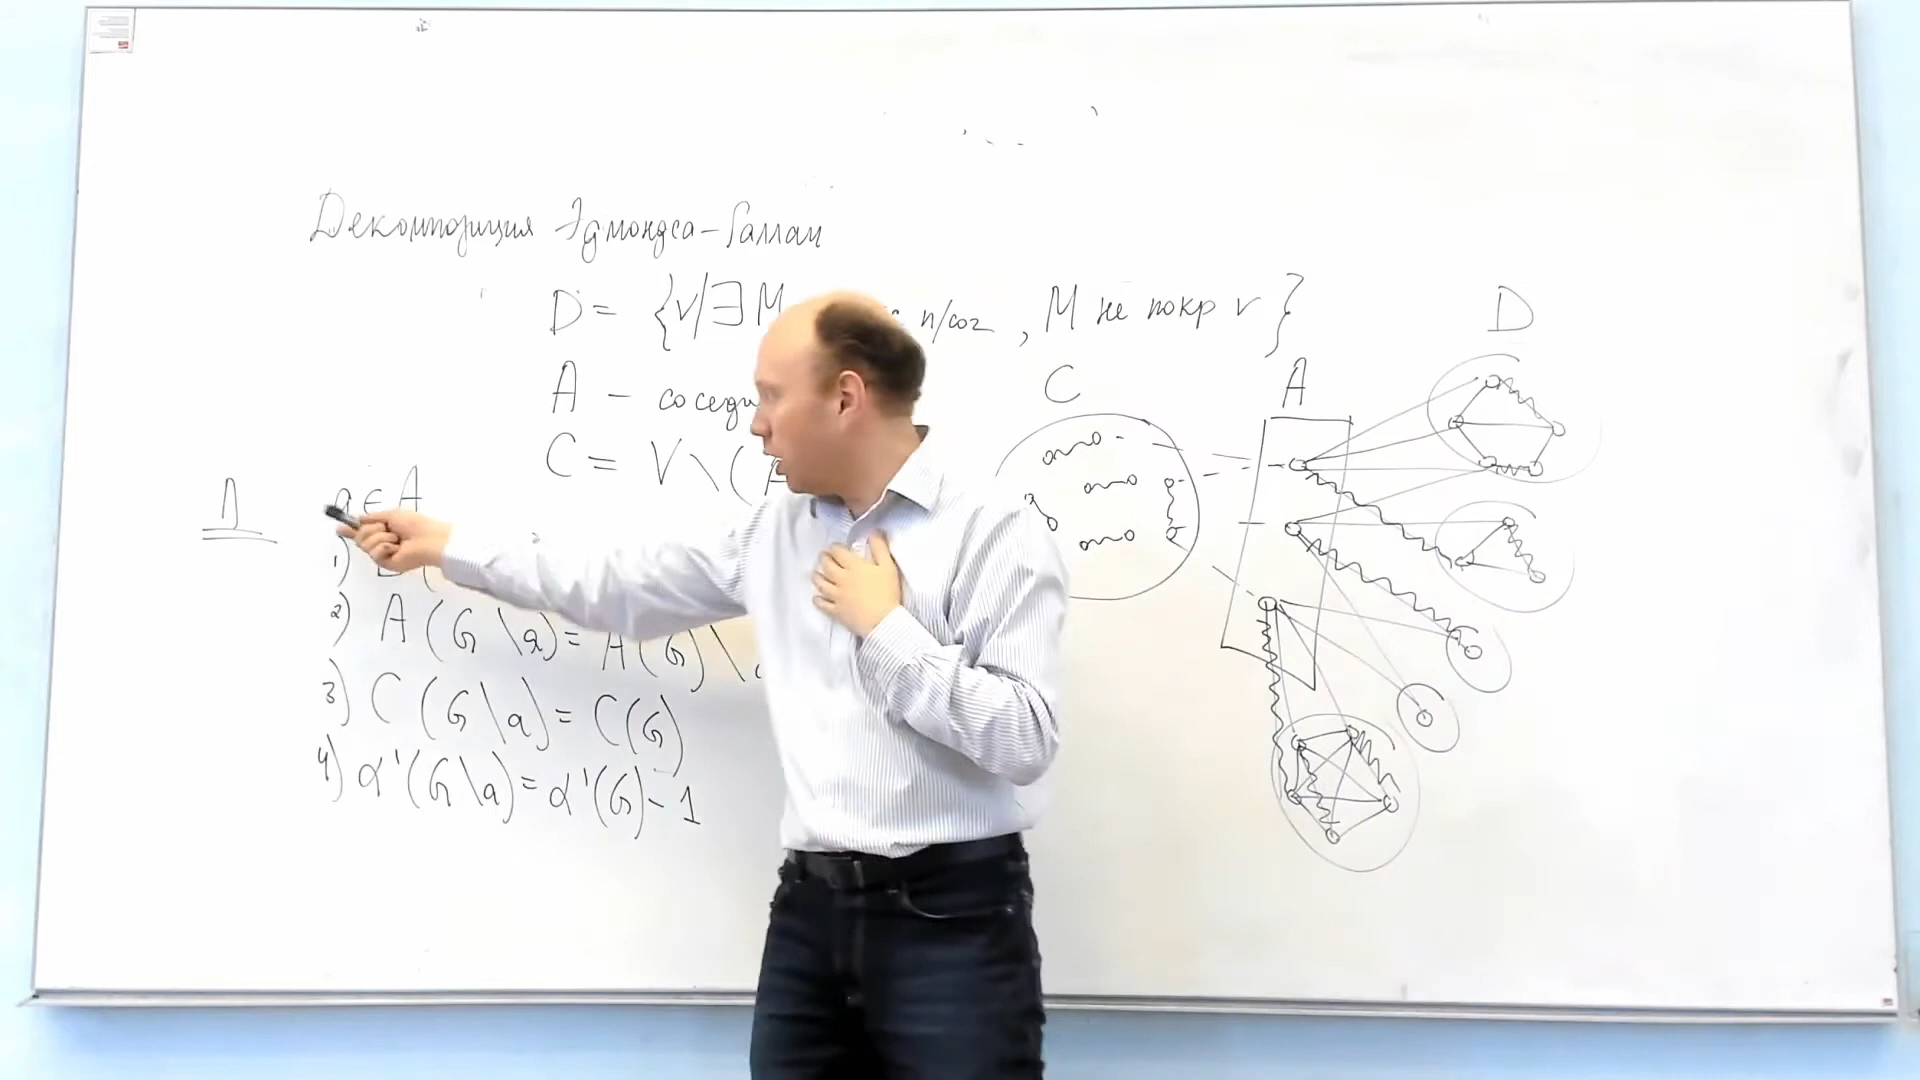 Декомпозиция Эдмондса-Галлаи
D = {v|∃ M п/сог , M не покр v}
A - соседи
C = V \ (A
C A D
Л a ∈ A
1) D (
2) A (G \ a) = A(G) \
3) C (G \ a) = C(G)
4) α'(G \ a) = α'(G) - 1